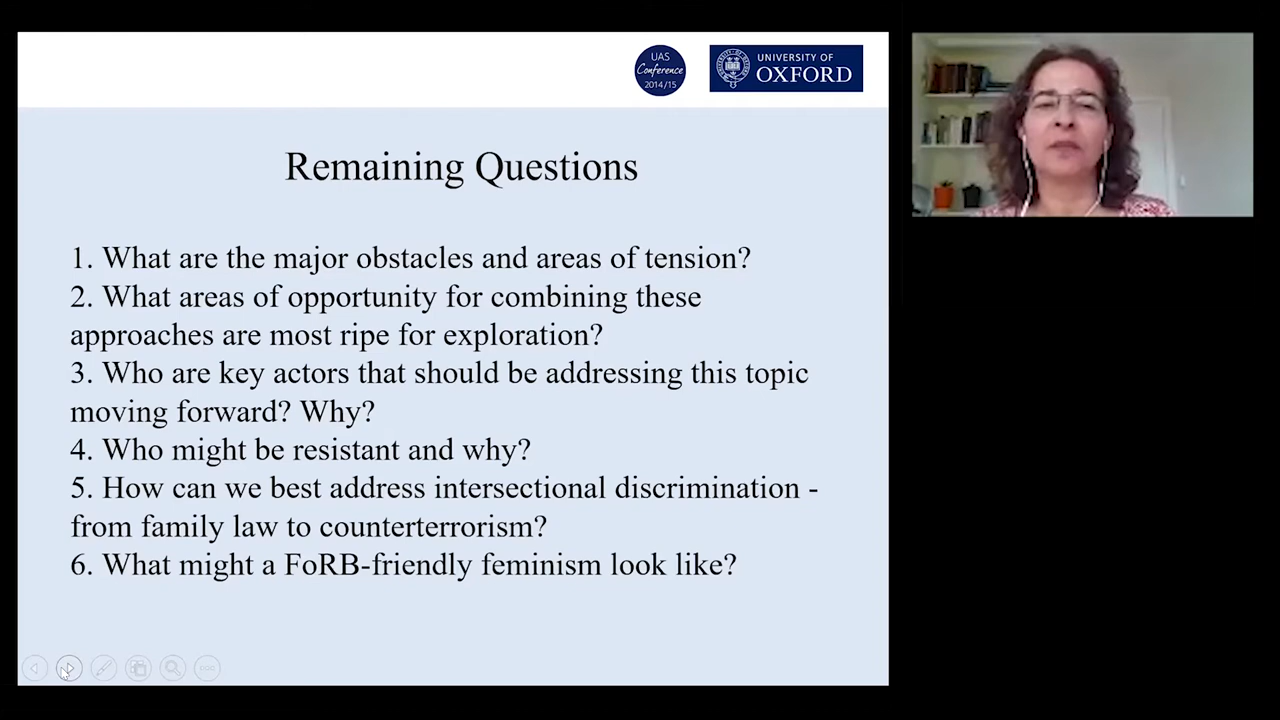 UAS
Conference
2014/15
UNIVERSITY OF
OXFORD
Remaining Questions
1. What are the major obstacles and areas of tension?
2. What areas of opportunity for combining these
approaches are most ripe for exploration?
3. Who are key actors that should be addressing this topic
moving forward? Why?
4. Who might be resistant and why?
5. How can we best address intersectional discrimination -
from family law to counterterrorism?
6. What might a FoRB-friendly feminism look like?